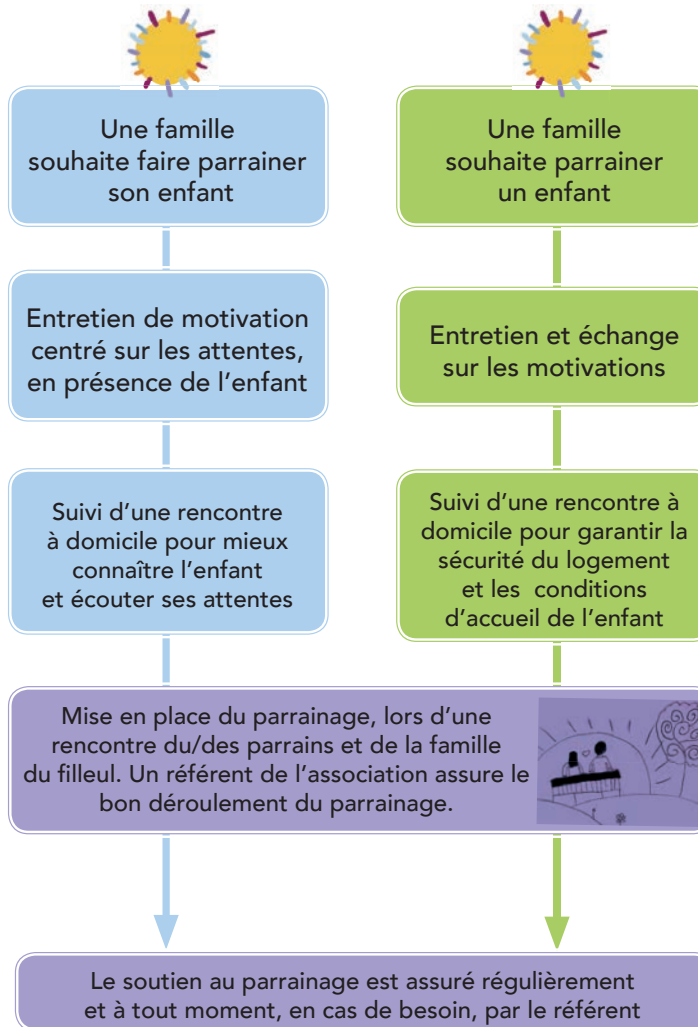 Une famille
souhaite faire parrainer
son enfant
Une famille
souhaite parrainer
un enfant
Entretien de motivation
centré sur les attentes,
en présence de l'enfant
Entretien et échange
sur les motivations
Suivi d'une rencontre
à domicile pour mieux
connaître l'enfant
et écouter ses attentes
Suivi d'une rencontre à
domicile pour garantir la
sécurité du logement
et les conditions
d'accueil de l'enfant
Mise en place du parrainage, lors d'une
rencontre du/des parrains et de la famille
du filleul. Un référent de l'association assure le
bon déroulement du parrainage.
Le soutien au parrainage est assuré régulièrement
et à tout moment, en cas de besoin, par le référent